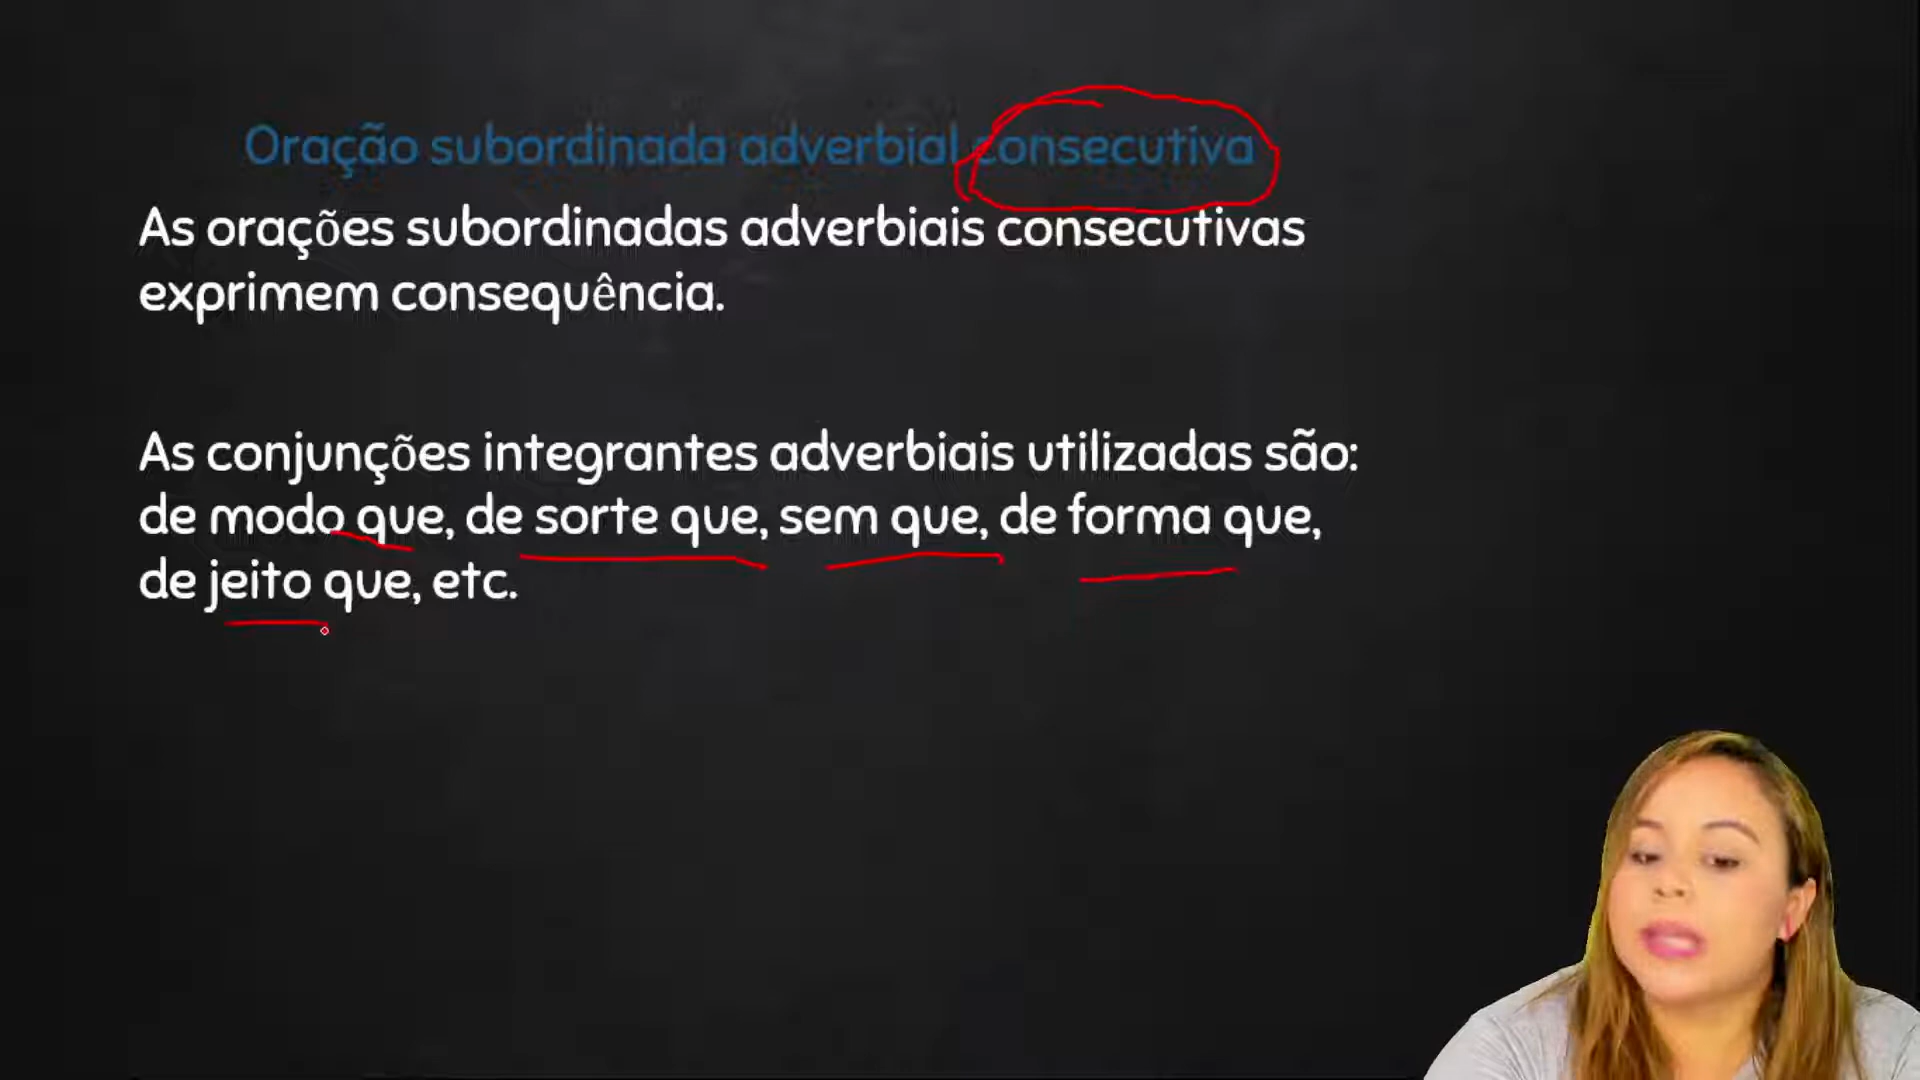 Oração subordinada adverbial consecutiva
As orações subordinadas adverbiais consecutivas
exprimem consequência.
As conjunções integrantes adverbiais utilizadas são:
de modo que, de sorte que, sem que, de forma que,
de jeito que, etc.